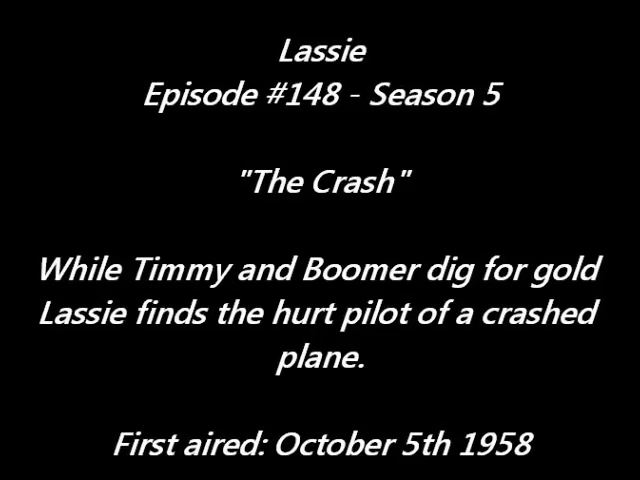 Lassie
Episode #148 - Season 5
"The Crash"
While Timmy and Boomer dig for gold
Lassie finds the hurt pilot of a crashed
plane.
First aired: October 5th 1958